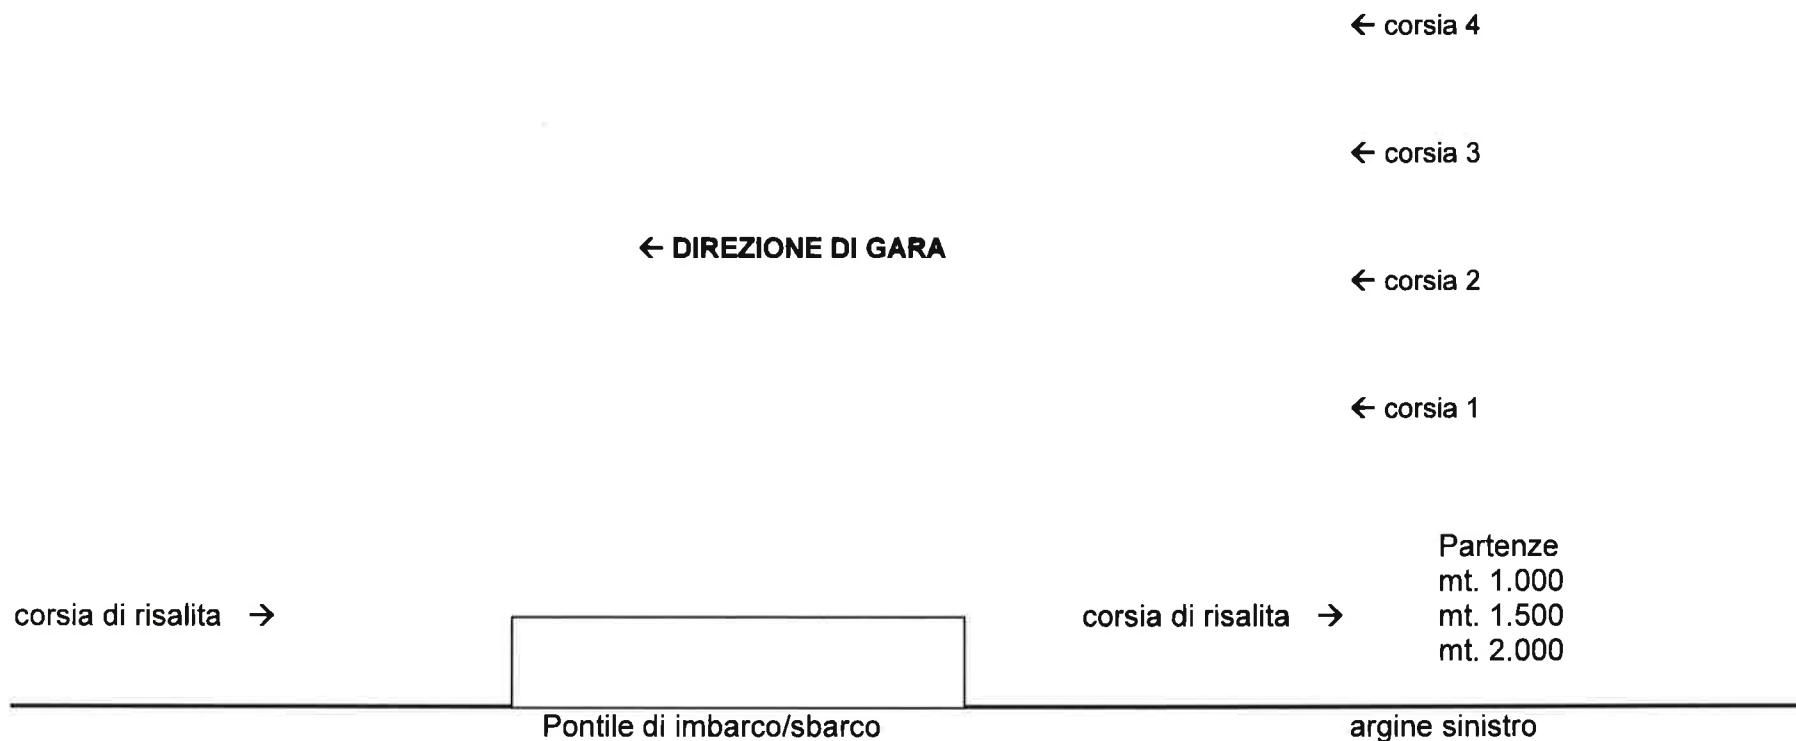 ← corsia 4
← corsia 3
← DIREZIONE DI GARA
← corsia 2
← corsia 1
Partenze
mt. 1.000
corsia di risalita →
corsia di risalita →
mt. 1.500
mt. 2.000
Pontile di imbarco/sbarco
argine sinistro